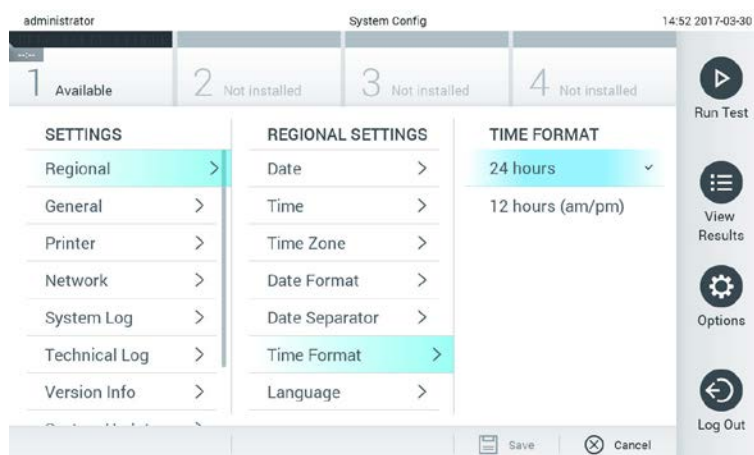 administrator
System Config
14:52 2017-03-30
--:--
1 Available
2 Not installed
3 Not installed
4 Not installed
SETTINGS
Regional
General
Printer
Network
System Log
Technical Log
Version Info
REGIONAL SETTINGS
Date
Time
Time Zone
Date Format
Date Separator
Time Format
Language
TIME FORMAT
24 hours
12 hours (am/pm)
Run Test
View
Results
Options
Log Out
Save
Cancel